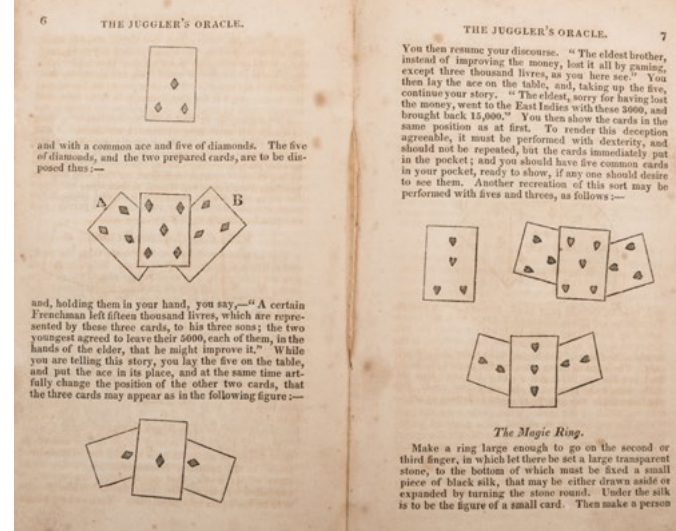 6
THE JUGGLER'S ORACLE.
and with a common ace and five of diamonds. The five
of diamonds, and the two prepared cards, are to be dis-
posed thus:—
A B
and, holding them in your hand, you say,—"A certain
Frenchman left fifteen thousand livres, which are repre-
sented by these three cards, to his three sons; the two
youngest agreed to leave their 5000, each of them, in the
hands of the elder, that he might improve it." While
you are telling this story, you lay the five on the table,
and put the ace in its place, and at the same time art-
fully change the position of the other two cards, that
the three cards may appear as in the following figure:—
THE JUGGLER'S ORACLE.
7
You then resume your discourse. "The eldest brother,
instead of improving the money, lost it all by gaming,
except three thousand livres, as you here see." You
then lay the ace on the table, and, taking up the five,
continue your story. "The eldest, sorry for having lost
the money, went to the East Indies with these 3000, and
brought back 15,000." You then show the cards in the
same position as at first. To render this deception
agreeable, it must be performed with dexterity, and
should not be repeated, but the cards immediately put
in the pocket; and you should have five common cards
in your pocket, ready to show, if any one should desire
to see them. Another recreation of this sort may be
performed with fives and threes, as follows:—
The Magic Ring.
Make a ring large enough to go on the second or
third finger, in which let there be set a large transparent
stone, to the bottom of which must be fixed a small
piece of black silk, that may be either drawn aside or
expanded by turning the stone round. Under the silk
is to be the figure of a small card. Then make a person